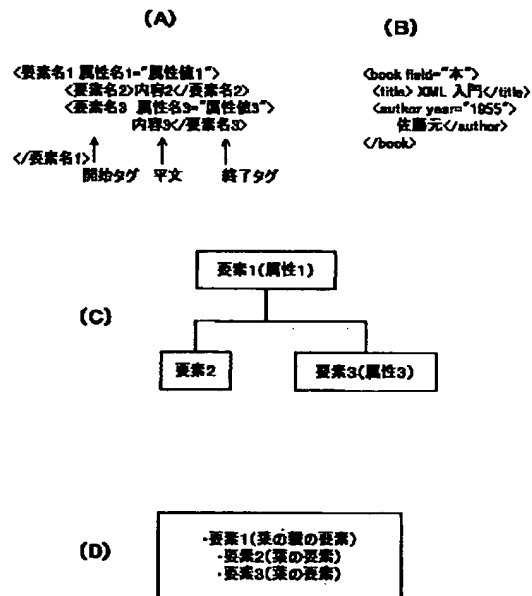 (A)
<要素名1 属性名1="属性値1">
<要素名2>内容2</要素名2>
<要素名3 属性名3="属性値3">
内容3</要素名3>
</要素名1>
開始タグ 平文 終了タグ
(B)
<book field="本">
<title> XML 入門</title>
<author year="1955">
佐藤元</author>
</book>
(C)
要素1(属性1)
要素2 要素3(属性3)
(D)
・要素1(葉の親の要素)
・要素2(葉の要素)
・要素3(葉の要素)